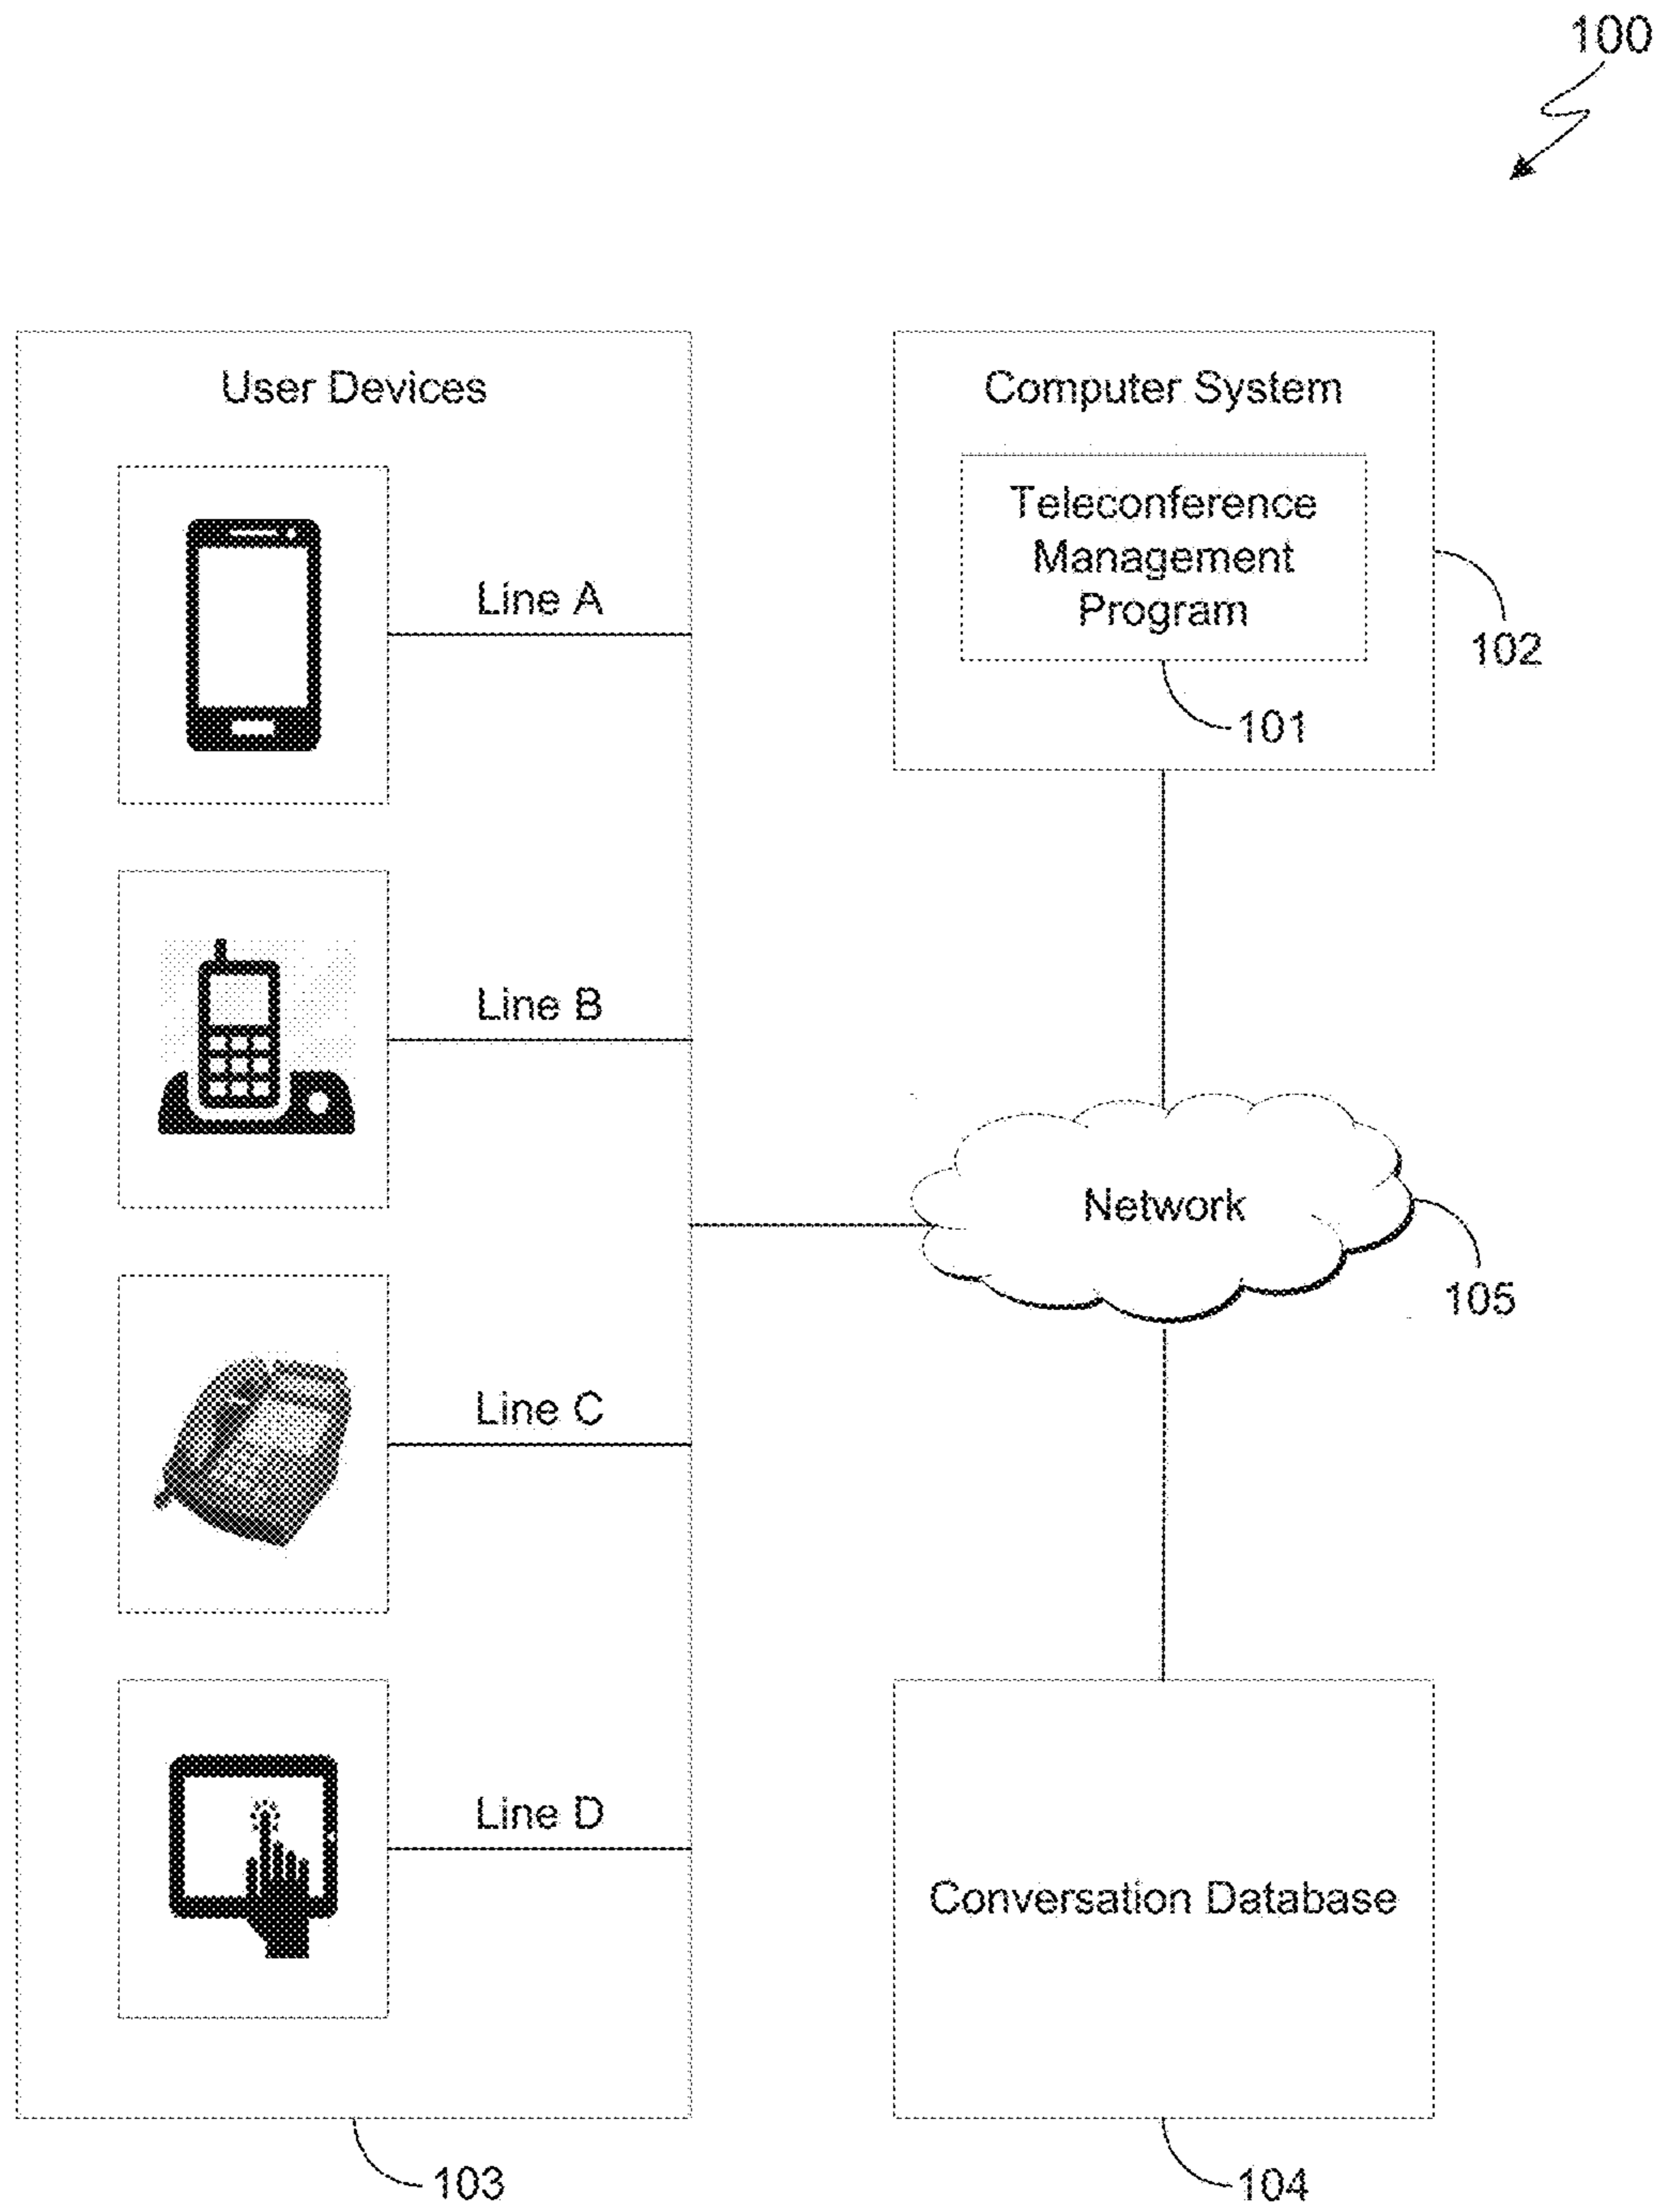 100
User Devices
Line A
Line B
Line C
Line D
103
Computer System
Teleconference
Management
Program
101
102
Network
105
Conversation Database
104